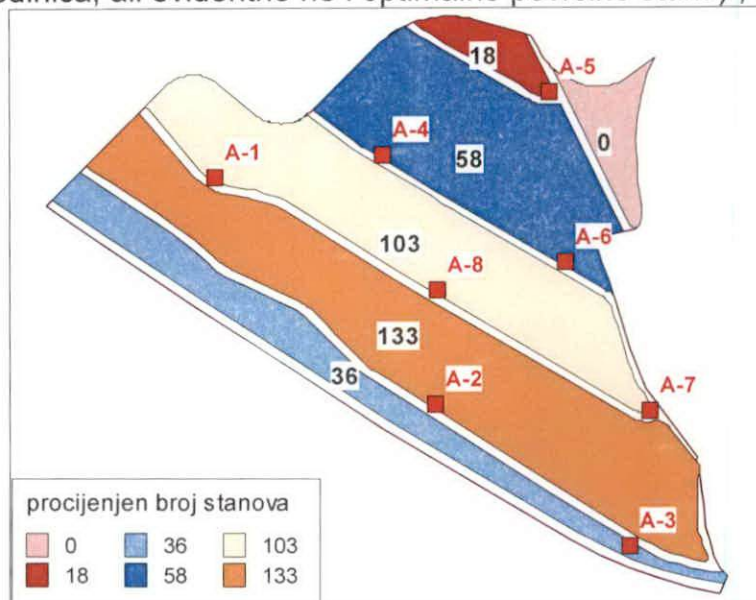 18
A-5
0
A-4
58
A-1
A-6
103
A-8
133
36
A-2
A-7
A-3
procijenjen broj stanova
0 36 103
18 58 133